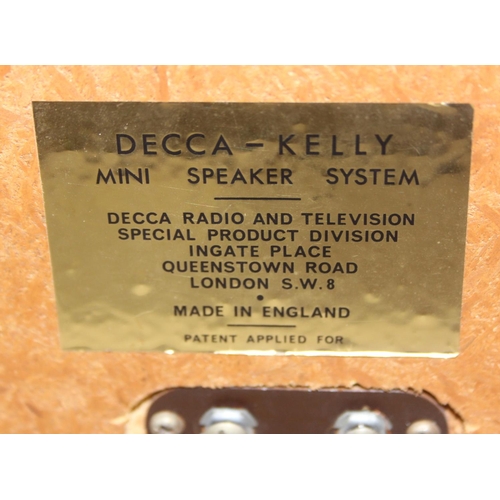 DECCA – KELLY
MINI SPEAKER SYSTEM
DECCA RADIO AND TELEVISION
SPECIAL PRODUCT DIVISION
INGATE PLACE
QUEENSTOWN ROAD
LONDON S.W.8
MADE IN ENGLAND
PATENT APPLIED FOR